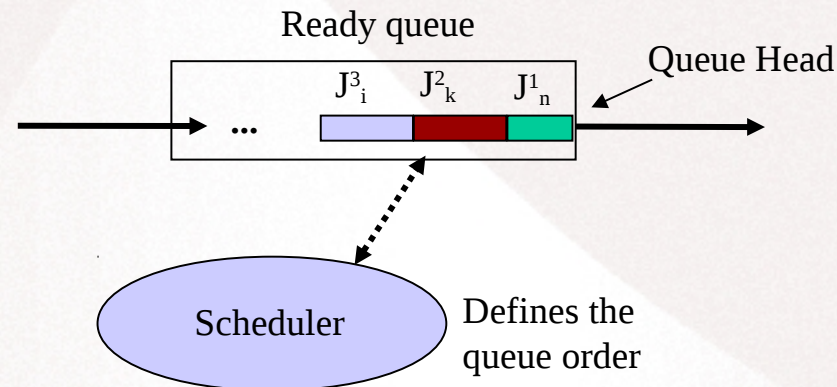 Ready queue
Queue Head
J³ᵢ J²ₖ J¹ₙ
...
Scheduler
Defines the
queue order